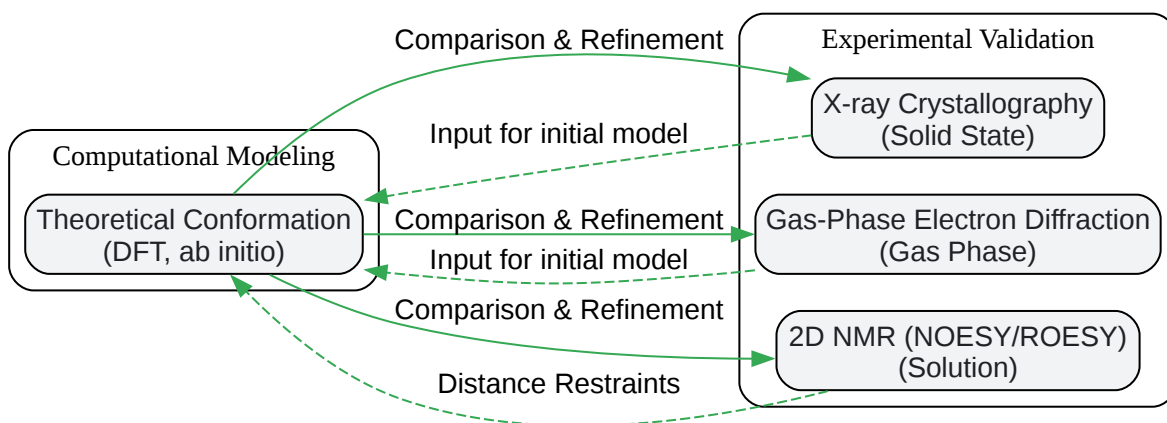 Comparison & Refinement
Experimental Validation
X-ray Crystallography
(Solid State)
Input for initial model
Computational Modeling
Theoretical Conformation
(DFT, ab initio)
Comparison & Refinement
Gas-Phase Electron Diffraction
(Gas Phase)
Input for initial model
Comparison & Refinement
2D NMR (NOESY/ROESY)
(Solution)
Distance Restraints